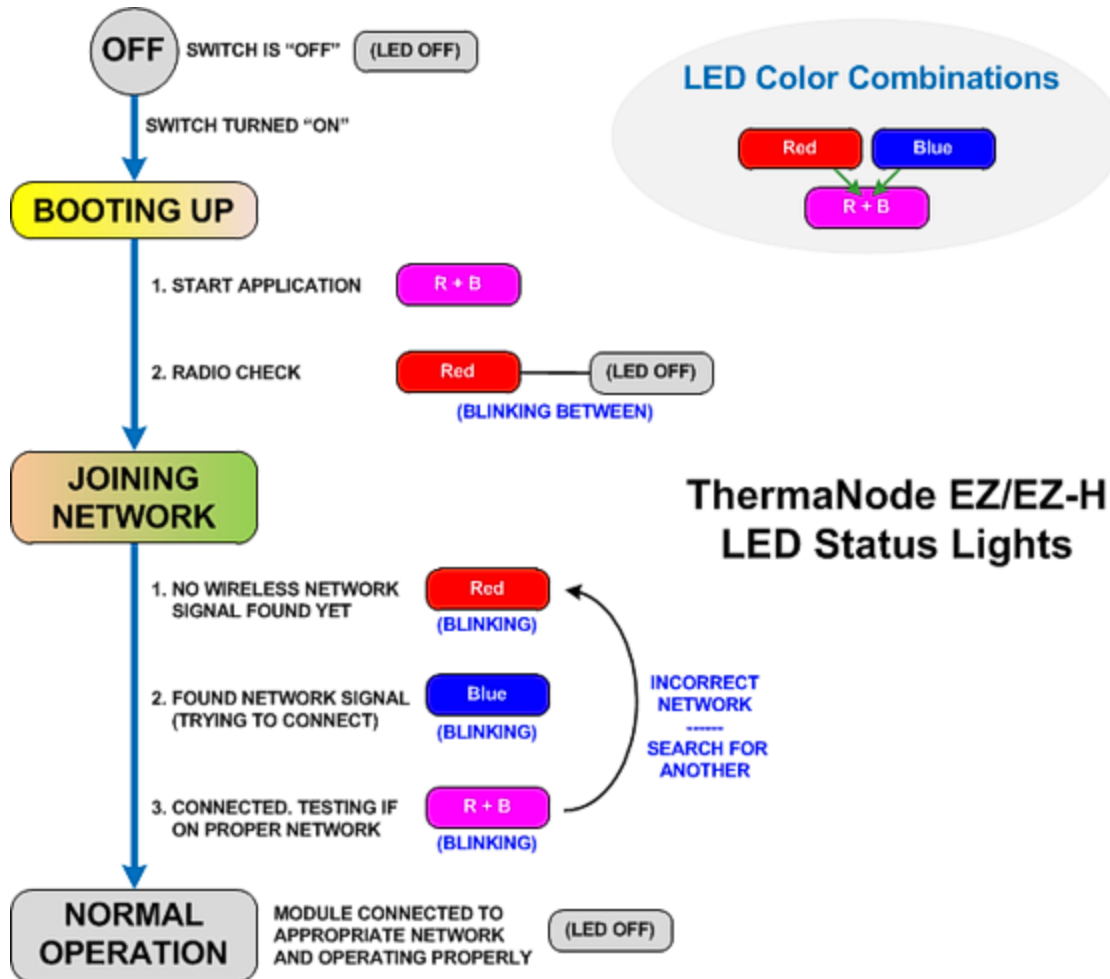 OFF
SWITCH IS “OFF”
(LED OFF)
SWITCH TURNED “ON”
LED Color Combinations
Red
Blue
R + B
BOOTING UP
1. START APPLICATION
R + B
2. RADIO CHECK
Red
(LED OFF)
(BLINKING BETWEEN)
JOINING
NETWORK
ThermaNode EZ/EZ-H
LED Status Lights
1. NO WIRELESS NETWORK
SIGNAL FOUND YET
Red
(BLINKING)
2. FOUND NETWORK SIGNAL
(TRYING TO CONNECT)
Blue
(BLINKING)
INCORRECT
NETWORK
------
SEARCH FOR
ANOTHER
3. CONNECTED. TESTING IF
ON PROPER NETWORK
R + B
(BLINKING)
NORMAL
OPERATION
MODULE CONNECTED TO
APPROPRIATE NETWORK
AND OPERATING PROPERLY
(LED OFF)